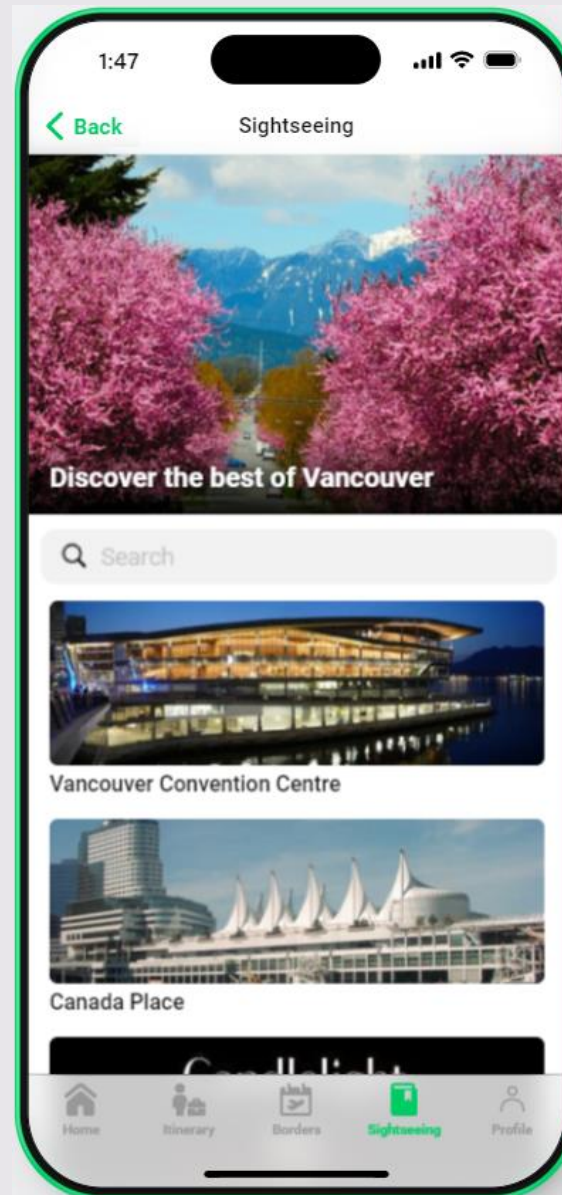 1:47
Back
Sightseeing
Discover the best of Vancouver
Search
Vancouver Convention Centre
Canada Place
Candlelight
Home
Itinerary
Borders
Sightseeing
Profile